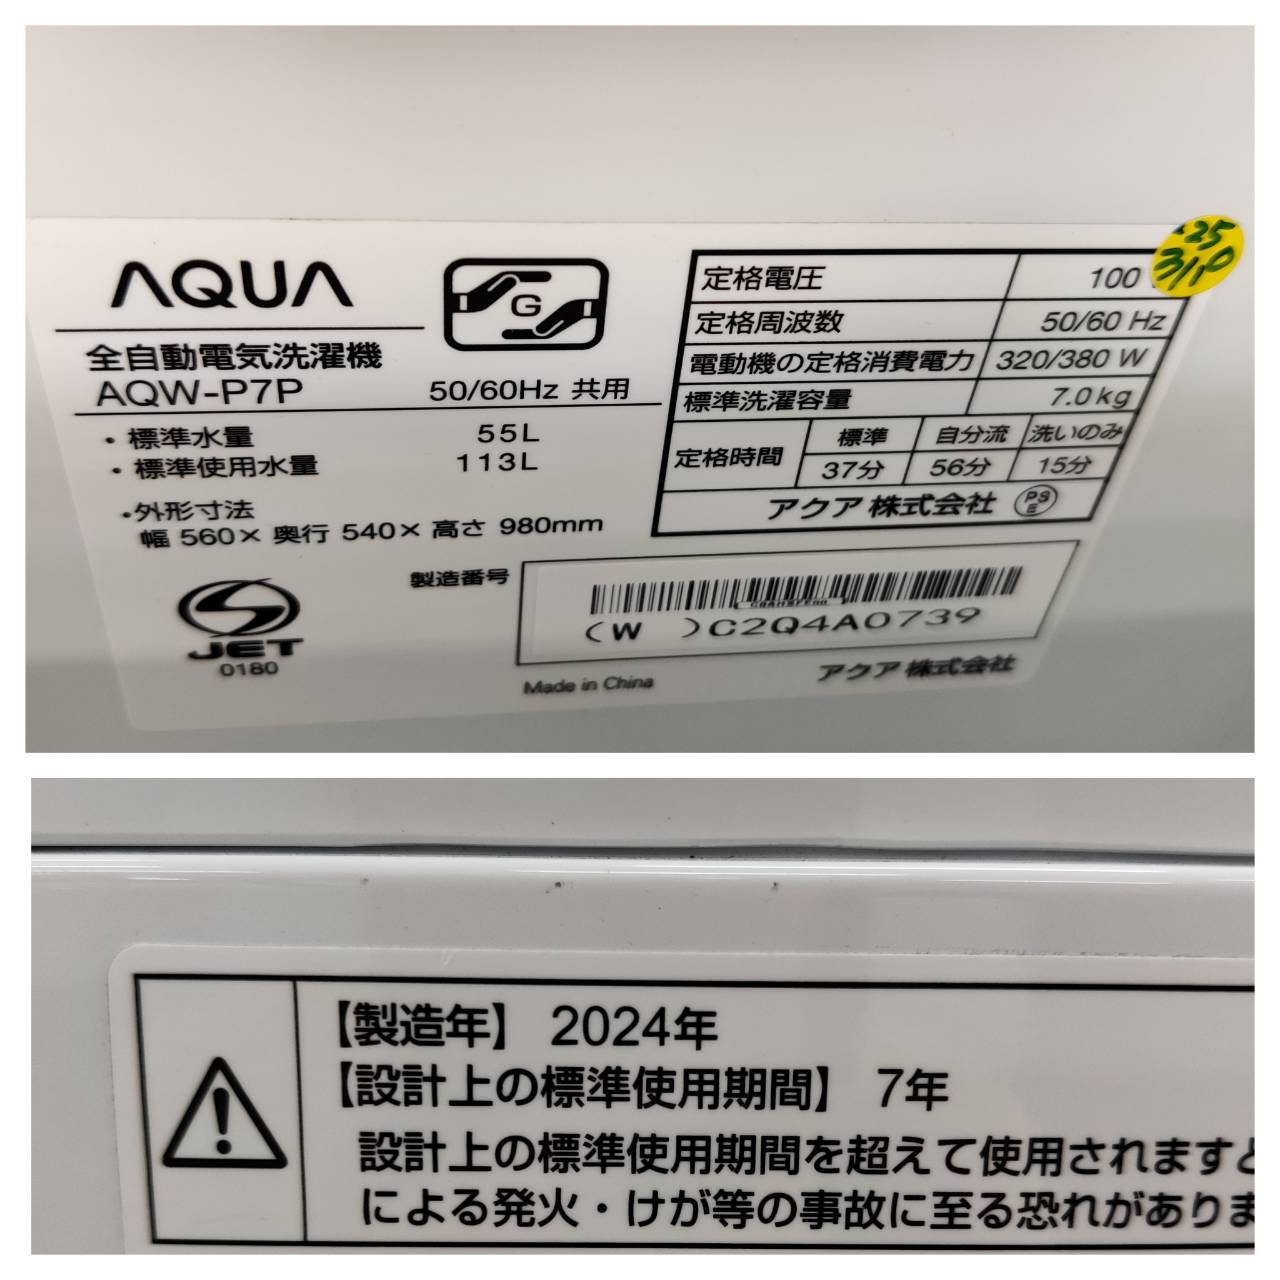 AQUA
G
全自動電気洗濯機
AQW-P7P
50/60Hz 共用
・標準水量 55L
・標準使用水量 113L
・外形寸法
幅 560× 奥行 540× 高さ 980mm
JET
0180
定格電圧 100
定格周波数 50/60 Hz
電動機の定格消費電力 320/380 W
標準洗濯容量 7.0kg
定格時間 標準 自分流 洗いのみ
37分 56分 15分
アクア 株式会社 PS E
製造番号
(W )C2Q4A0739
Made in China
アクア 株式会社
25
【製造年】 2024年
【設計上の標準使用期間】 7年
設計上の標準使用期間を超えて使用されますと
による発火・けが等の事故に至る恐れがありま